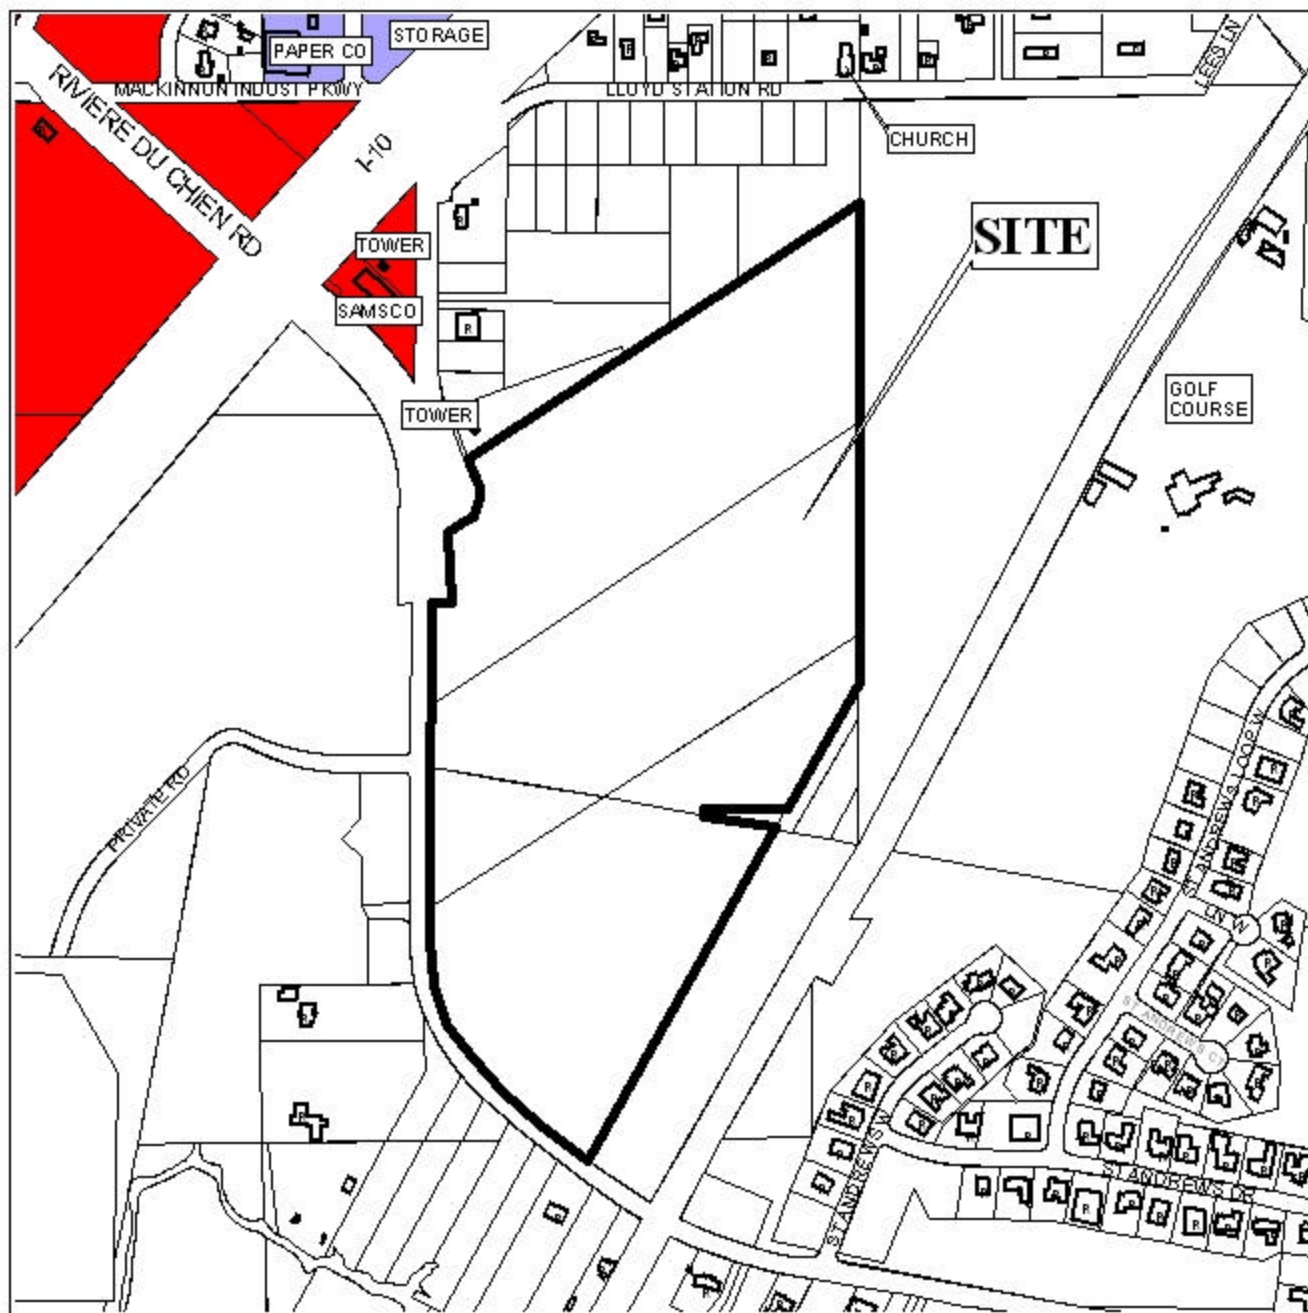 STORAGE
PAPER CO
MACKINNON INDUST PKWY
LLOYD STATION RD
LEES LN
RIVIERE DU CHIEN RD
I-10
CHURCH
SITE
TOWER
SAMSCO
R
TOWER
GOLF
COURSE
PRIVATE RD
ST ANDREWS LOOP W
LN W
ST ANDREWS CT
ST ANDREWS W
ST ANDREWS DR